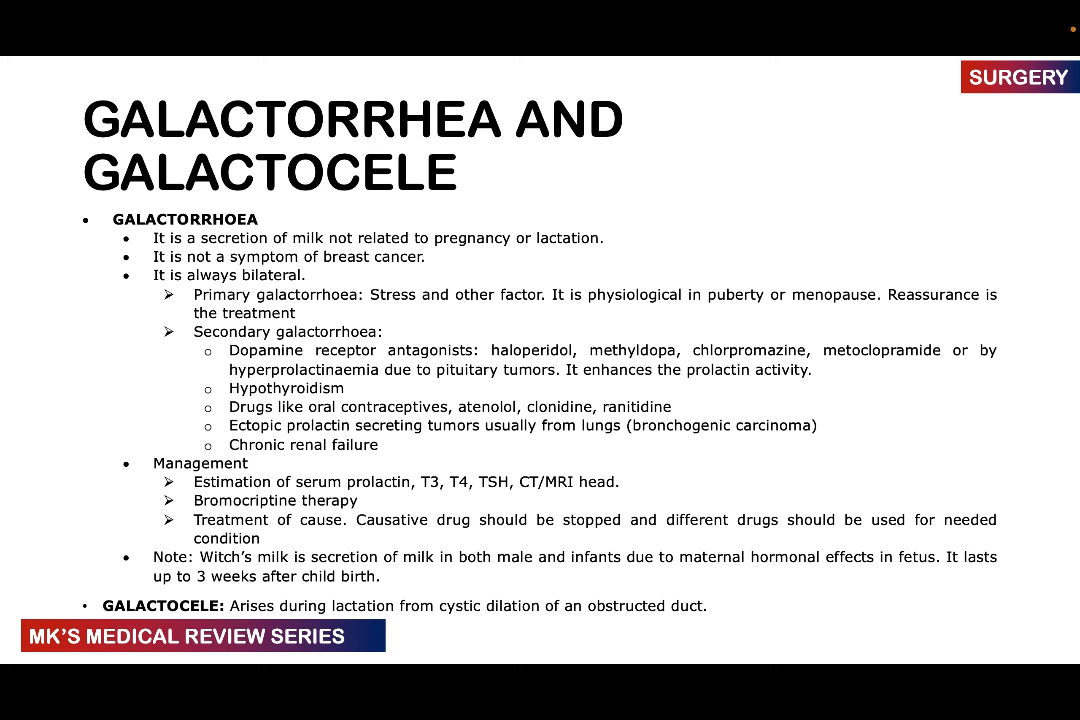 SURGERY
GALACTORRHEA AND
GALACTOCELE
• GALACTORRHOEA
• It is a secretion of milk not related to pregnancy or lactation.
• It is not a symptom of breast cancer.
• It is always bilateral.
➢ Primary galactorrhoea: Stress and other factor. It is physiological in puberty or menopause. Reassurance is
the treatment
➢ Secondary galactorrhoea:
o Dopamine receptor antagonists: haloperidol, methyldopa, chlorpromazine, metoclopramide or by
hyperprolactinaemia due to pituitary tumors. It enhances the prolactin activity.
o Hypothyroidism
o Drugs like oral contraceptives, atenolol, clonidine, ranitidine
o Ectopic prolactin secreting tumors usually from lungs (bronchogenic carcinoma)
o Chronic renal failure
• Management
➢ Estimation of serum prolactin, T3, T4, TSH, CT/MRI head.
➢ Bromocriptine therapy
➢ Treatment of cause. Causative drug should be stopped and different drugs should be used for needed
condition
• Note: Witch's milk is secretion of milk in both male and infants due to maternal hormonal effects in fetus. It lasts
up to 3 weeks after child birth.
• GALACTOCELE: Arises during lactation from cystic dilation of an obstructed duct.
MK'S MEDICAL REVIEW SERIES